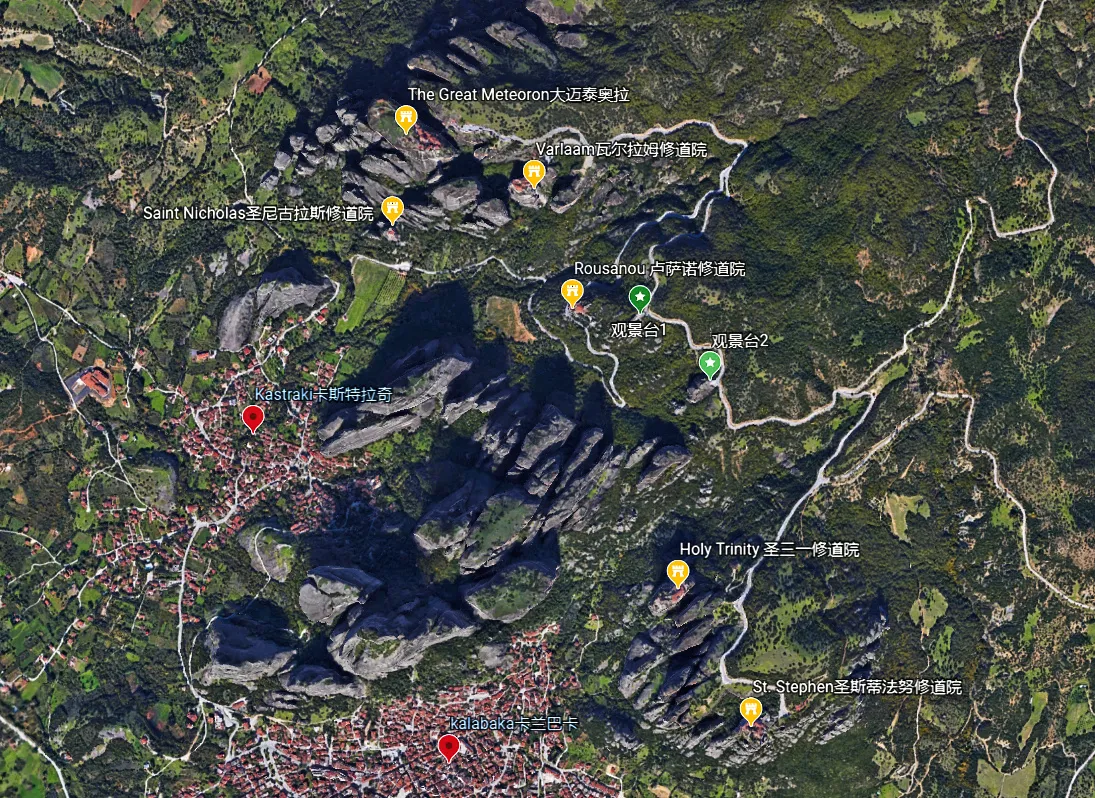 The Great Meteoron大迈泰奥拉
Varlaam瓦尔拉姆修道院
Saint Nicholas圣尼古拉斯修道院
Rousanou 卢萨诺修道院
观景台1
观景台2
Kastraki卡斯特拉奇
Holy Trinity 圣三一修道院
St. Stephen圣斯蒂法努修道院
kalabaka卡兰巴卡